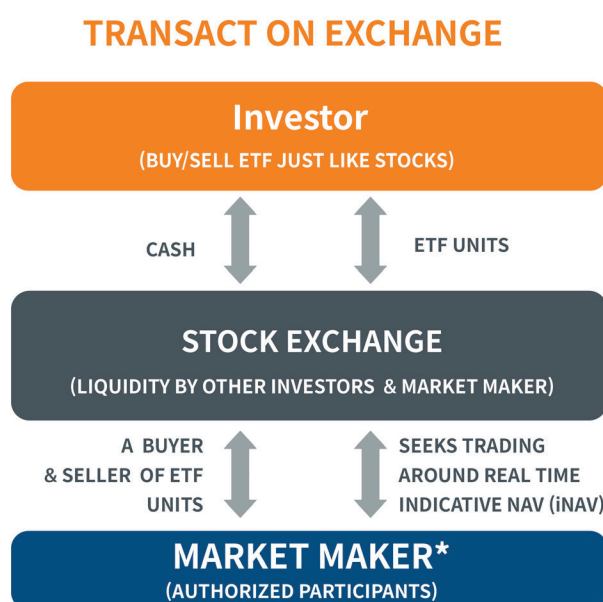 TRANSACT ON EXCHANGE
Investor
(BUY/SELL ETF JUST LIKE STOCKS)
CASH
ETF UNITS
STOCK EXCHANGE
(LIQUIDITY BY OTHER INVESTORS & MARKET MAKER)
A BUYER
& SELLER OF ETF
UNITS
SEEKS TRADING
AROUND REAL TIME
INDICATIVE NAV (iNAV)
MARKET MAKER*
(AUTHORIZED PARTICIPANTS)